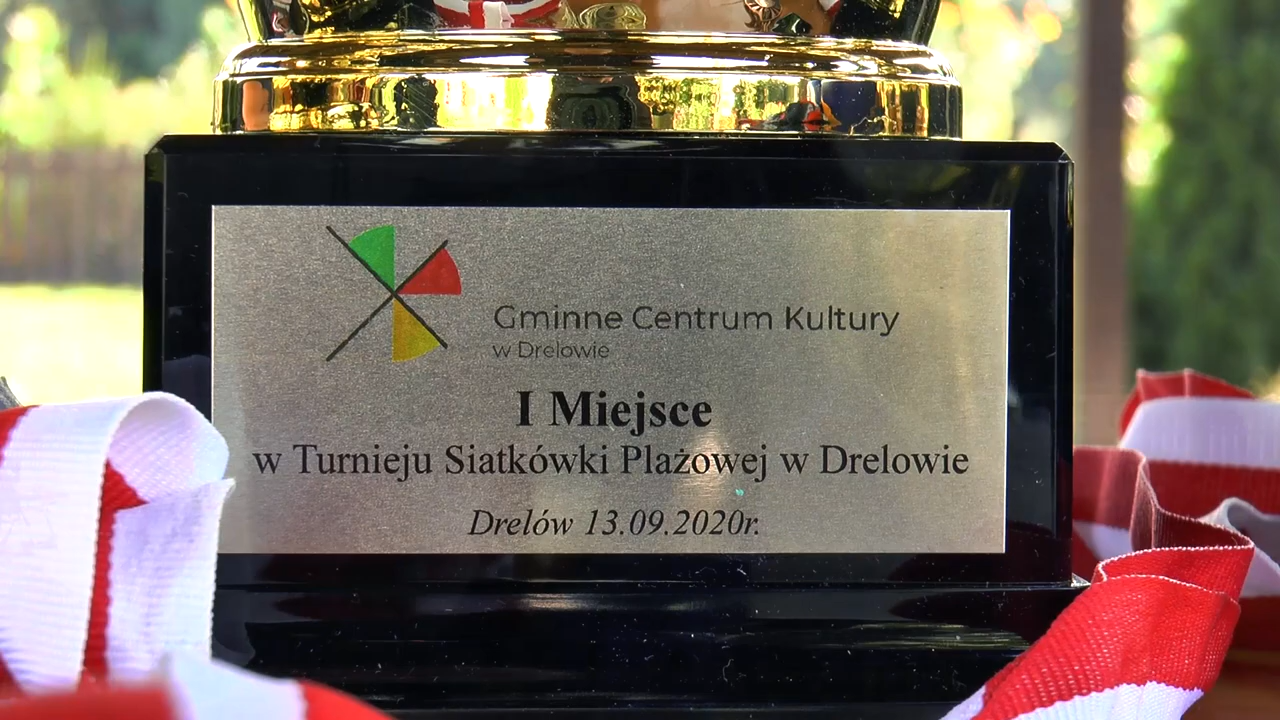 Gminne Centrum Kultury
w Drelowie
I Miejsce
w Turnieju Siatkówki Plażowej w Drelowie
Drelów 13.09.2020r.